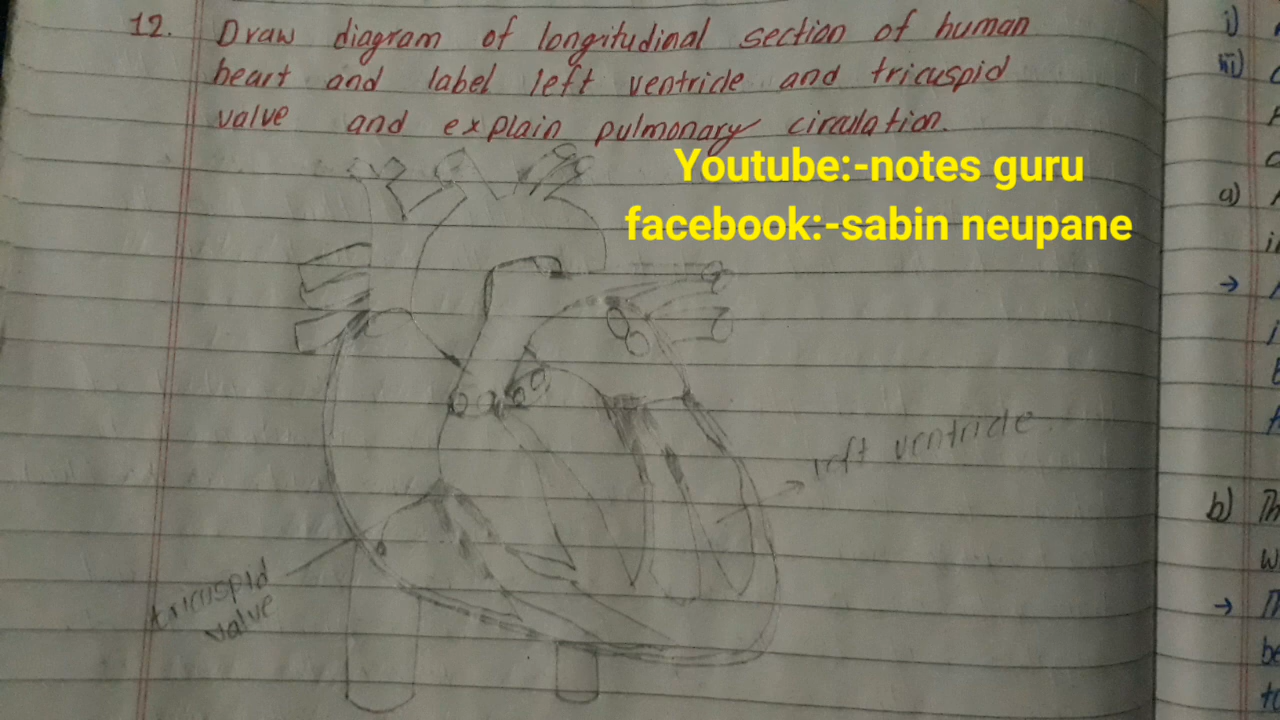 12. Draw diagram of longitudinal section of human
heart and label left ventricle and tricuspid
valve and explain pulmonary circulation.
Youtube:-notes guru
facebook:-sabin neupane
left ventricle
tricuspid
valve
i)
iii)
a)
→
b)
→